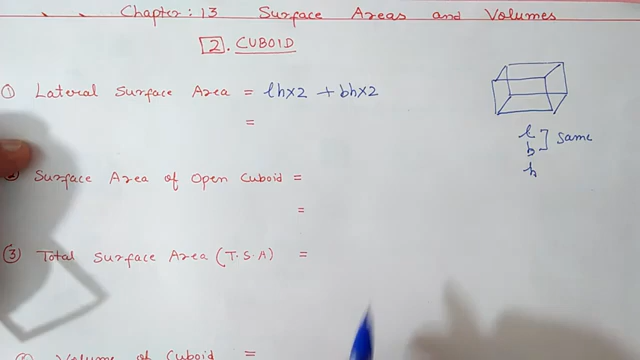 Chapter : 13 Surface Areas and Volumes
2. CUBOID
① Lateral Surface Area = lh×2 + bh×2
=
l
b ] same
h
Surface Area of Open Cuboid =
=
③ Total Surface Area (T.S.A) =
Volume of Cuboid =